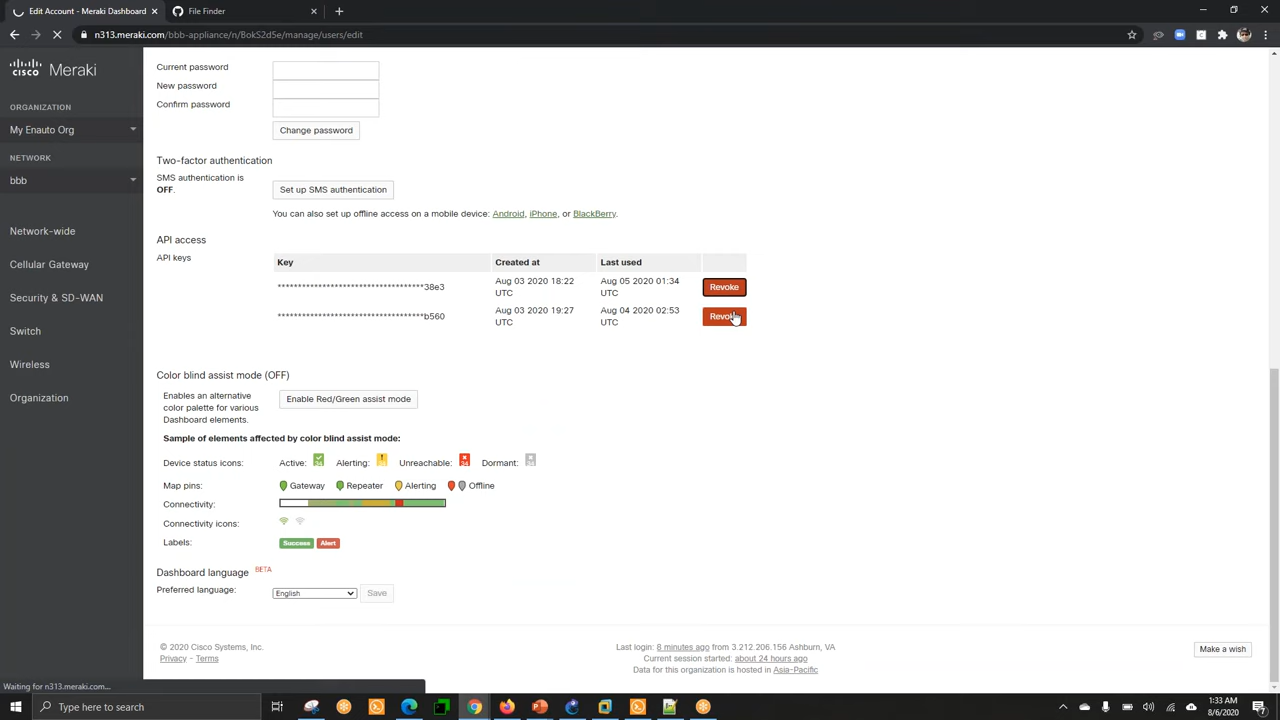 Edit Account - Meraki Dashboard
File Finder
n313.meraki.com/bbb-appliance/n/BokS2d5/manage/users/edit
cisco Meraki
ORGANIZATION
My Enauto Org
NETWORK
bbb
Network-wide
Cellular Gateway
Security & SD-WAN
Switch
Wireless
Organization
Current password
New password
Confirm password
Change password
Two-factor authentication
SMS authentication is
OFF.
Set up SMS authentication
You can also set up offline access on a mobile device: Android, iPhone, or BlackBerry.
API access
API keys
Key Created at Last used
************************************38e3 Aug 03 2020 18:22 UTC Aug 05 2020 01:34 UTC Revoke
************************************b560 Aug 03 2020 19:27 UTC Aug 04 2020 02:53 UTC
Color blind assist mode (OFF)
Enables an alternative
color palette for various
Dashboard elements.
Enable Red/Green assist mode
Sample of elements affected by color blind assist mode:
Device status icons: Active: Alerting: Unreachable: Dormant:
Map pins: Gateway Repeater Alerting Offline
Connectivity:
Connectivity icons:
Labels: Success Alert
Dashboard language BETA
Preferred language: English Save
© 2020 Cisco Systems, Inc.
Privacy - Terms
Last login: 8 minutes ago from 3.212.206.156 Ashburn, VA
Current session started: about 24 hours ago
Data for this organization is hosted in Asia-Pacific
Make a wish
Waiting for n313.meraki.com...
Type here to search
1:33 AM
8/6/2020